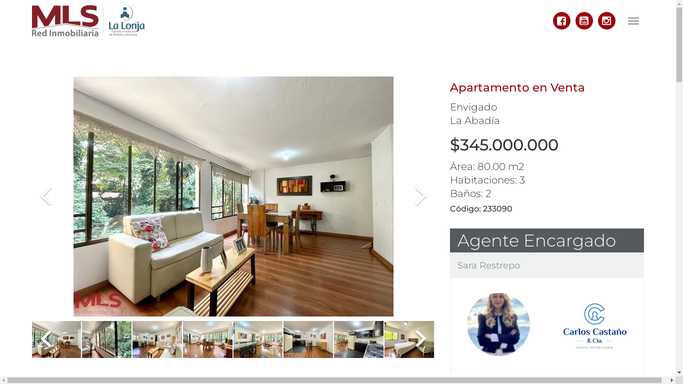 MLS
Red Inmobiliaria
La Lonja
Apartamento en Venta
Envigado
La Abadía
$345.000.000
Área: 80.00 m2
Habitaciones: 3
Baños: 2
Código: 233090
Agente Encargado
Sara Restrepo
MLS
Carlos Castaño
& Cia.